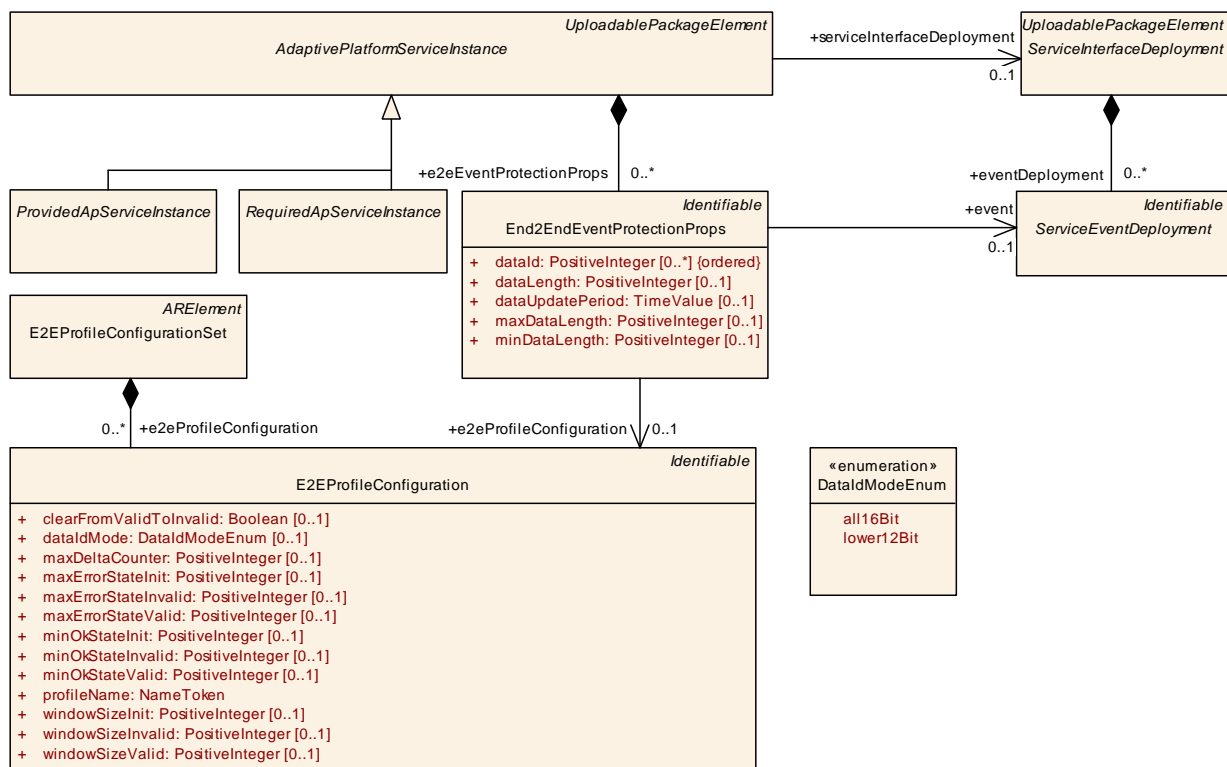 UploadablePackageElement
AdaptivePlatformServiceInstance
+serviceInterfaceDeployment
0..1
UploadablePackageElement
ServiceInterfaceDeployment
+e2eEventProtectionProps
0..*
+eventDeployment
0..*
ProvidedApServiceInstance
RequiredApServiceInstance
Identifiable
End2EndEventProtectionProps
+ dataId: PositiveInteger [0..*] {ordered}
+ dataLength: PositiveInteger [0..1]
+ dataUpdatePeriod: TimeValue [0..1]
+ maxDataLength: PositiveInteger [0..1]
+ minDataLength: PositiveInteger [0..1]
+event
0..1
Identifiable
ServiceEventDeployment
ARElement
E2EProfileConfigurationSet
0..*
+e2eProfileConfiguration
+e2eProfileConfiguration
0..1
Identifiable
E2EProfileConfiguration
+ clearFromValidToInvalid: Boolean [0..1]
+ dataIdMode: DataIdModeEnum [0..1]
+ maxDeltaCounter: PositiveInteger [0..1]
+ maxErrorStateInit: PositiveInteger [0..1]
+ maxErrorStateInvalid: PositiveInteger [0..1]
+ maxErrorStateValid: PositiveInteger [0..1]
+ minOkStateInit: PositiveInteger [0..1]
+ minOkStateInvalid: PositiveInteger [0..1]
+ minOkStateValid: PositiveInteger [0..1]
+ profileName: NameToken
+ windowSizeInit: PositiveInteger [0..1]
+ windowSizeInvalid: PositiveInteger [0..1]
+ windowSizeValid: PositiveInteger [0..1]
«enumeration»
DataIdModeEnum
all16Bit
lower12Bit